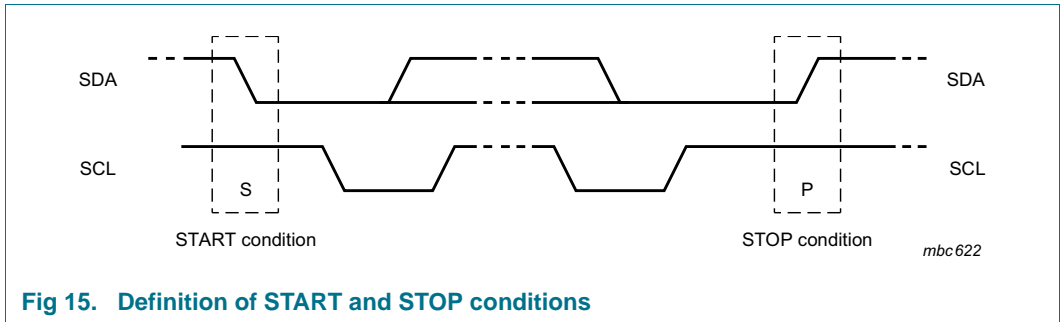 SDA
SDA
SCL
SCL
S
P
START condition
STOP condition
mbc622
Fig 15. Definition of START and STOP conditions